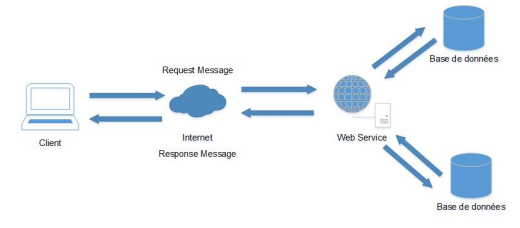 Request Message
Base de données
Client
Internet
Web Service
Response Message
Base de données